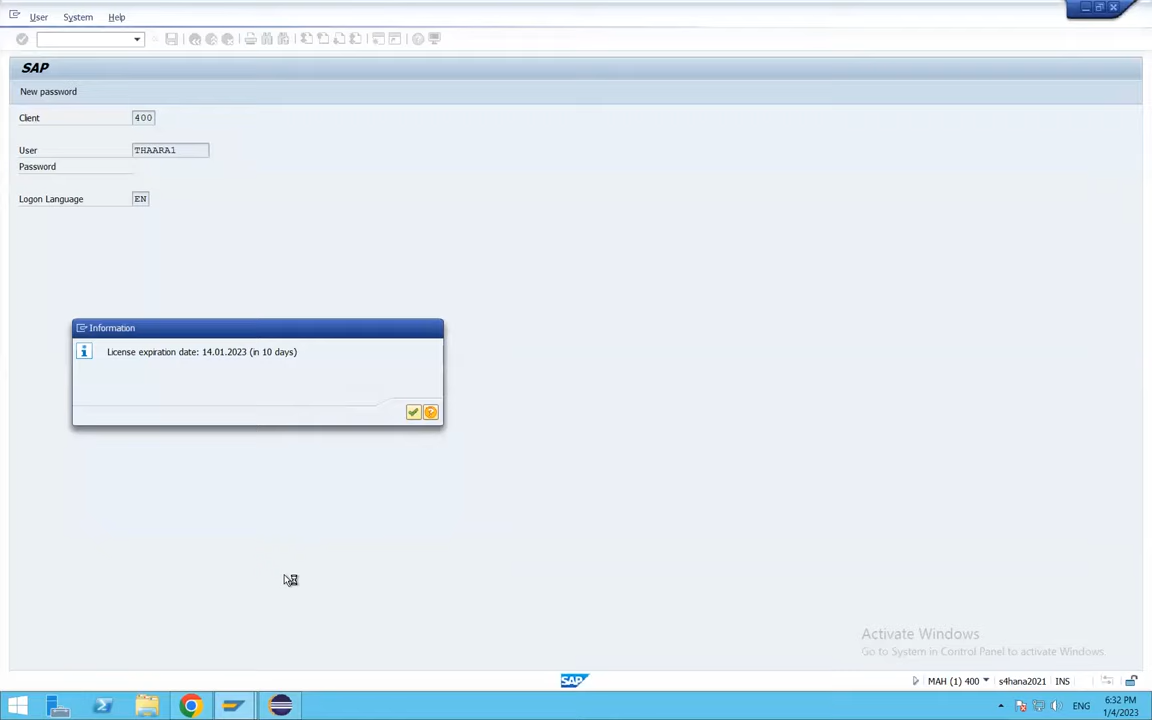 User System Help
SAP
New password
Client 400
User THAARA1
Password
Logon Language EN
Information
License expiration date: 14.01.2023 (in 10 days)
Activate Windows
Go to System in Control Panel to activate Windows.
SAP MAH (1) 400 s4hana2021 INS
ENG 6:32 PM
1/4/2023